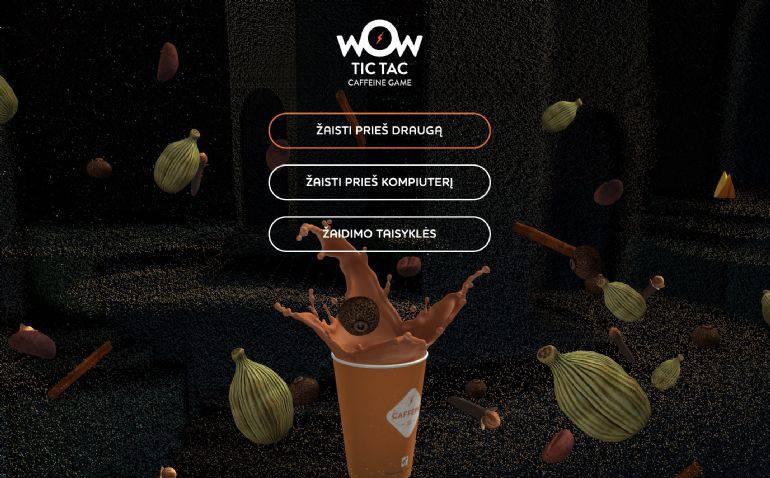 WOW
TIC TAC
CAFFEINE GAME
ŽAISTI PRIEŠ DRAUGĄ
ŽAISTI PRIEŠ KOMPIUTERĮ
ŽAIDIMO TAISYKLĖS